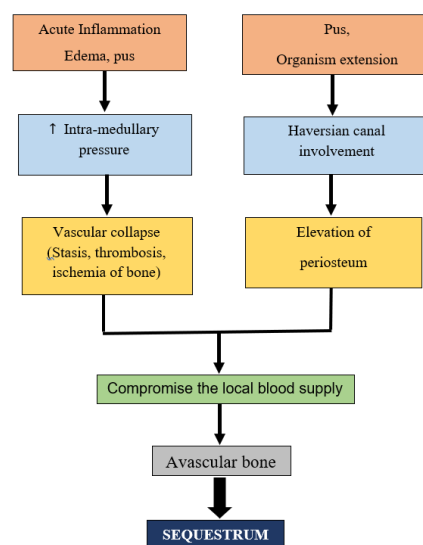 Acute Inflammation
Edema, pus
Pus,
Organism extension
↑ Intra-medullary
pressure
Haversian canal
involvement
Vascular collapse
(Stasis, thrombosis,
ischemia of bone)
Elevation of
periosteum
Compromise the local blood supply
Avascular bone
SEQUESTRUM